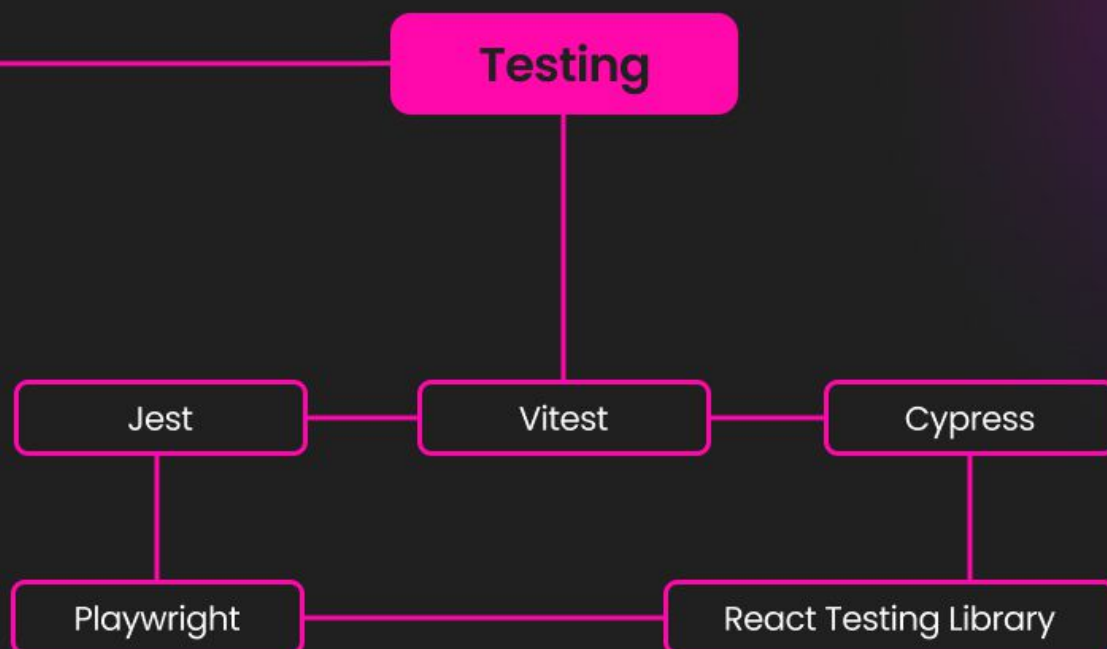 Testing
Jest
Vitest
Cypress
Playwright
React Testing Library